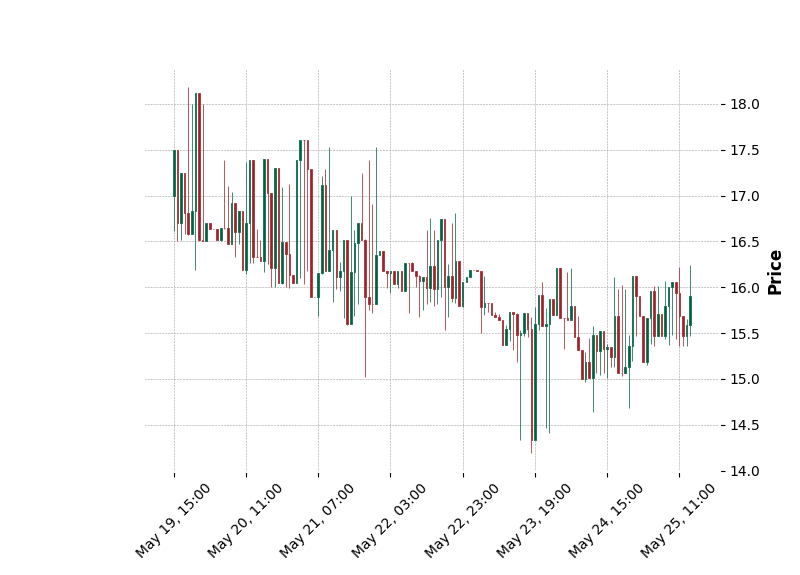 18.0
17.5
17.0
16.5
16.0
15.5
15.0
14.5
14.0
Price
May 19, 15:00
May 20, 11:00
May 21, 07:00
May 22, 03:00
May 22, 23:00
May 23, 19:00
May 24, 15:00
May 25, 11:00